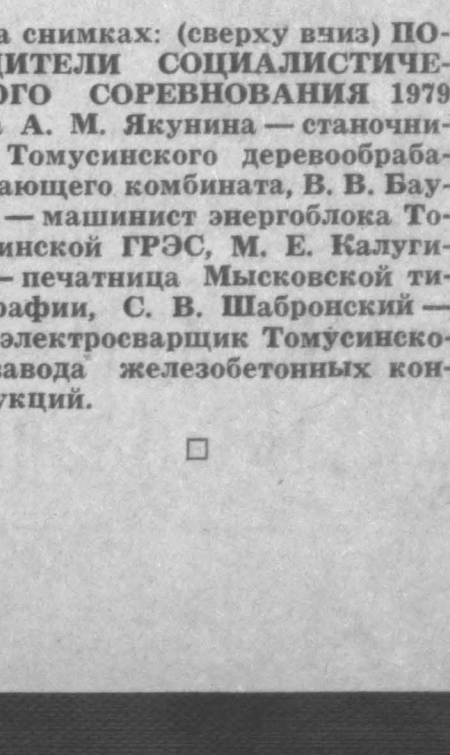 а снимках: (сверху вниз) ПО-
ДИТЕЛИ СОЦИАЛИСТИЧЕ-
ОГО СОРЕВНОВАНИЯ 1979
А. М. Якунина — станочни-
Томусинского деревообраба-
ающего комбината, В. В. Бау-
— машинист энергоблока То-
инской ГРЭС, М. Е. Калуги-
— печатница Мысковской ти-
рафии, С. В. Шабронский —
электросварщик Томусинско-
завода железобетонных кон-
укций.